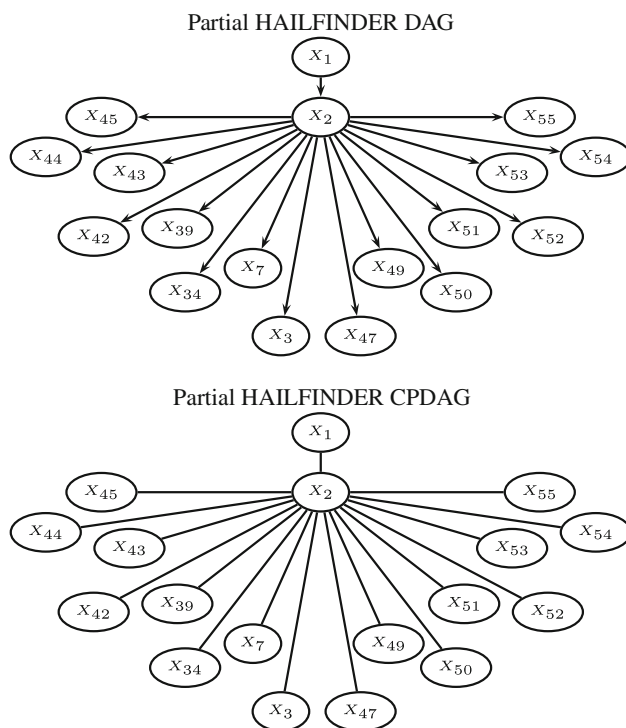 Partial HAILFINDER DAG
X₁
X₄₅ X₂ X₅₅
X₄₄ X₅₄
X₄₃ X₅₃
X₃₉ X₅₁
X₄₂ X₅₂
X₇ X₄₉
X₃₄ X₅₀
X₃ X₄₇
Partial HAILFINDER CPDAG
X₁
X₄₅ X₂ X₅₅
X₄₄ X₅₄
X₄₃ X₅₃
X₃₉ X₅₁
X₄₂ X₅₂
X₇ X₄₉
X₃₄ X₅₀
X₃ X₄₇